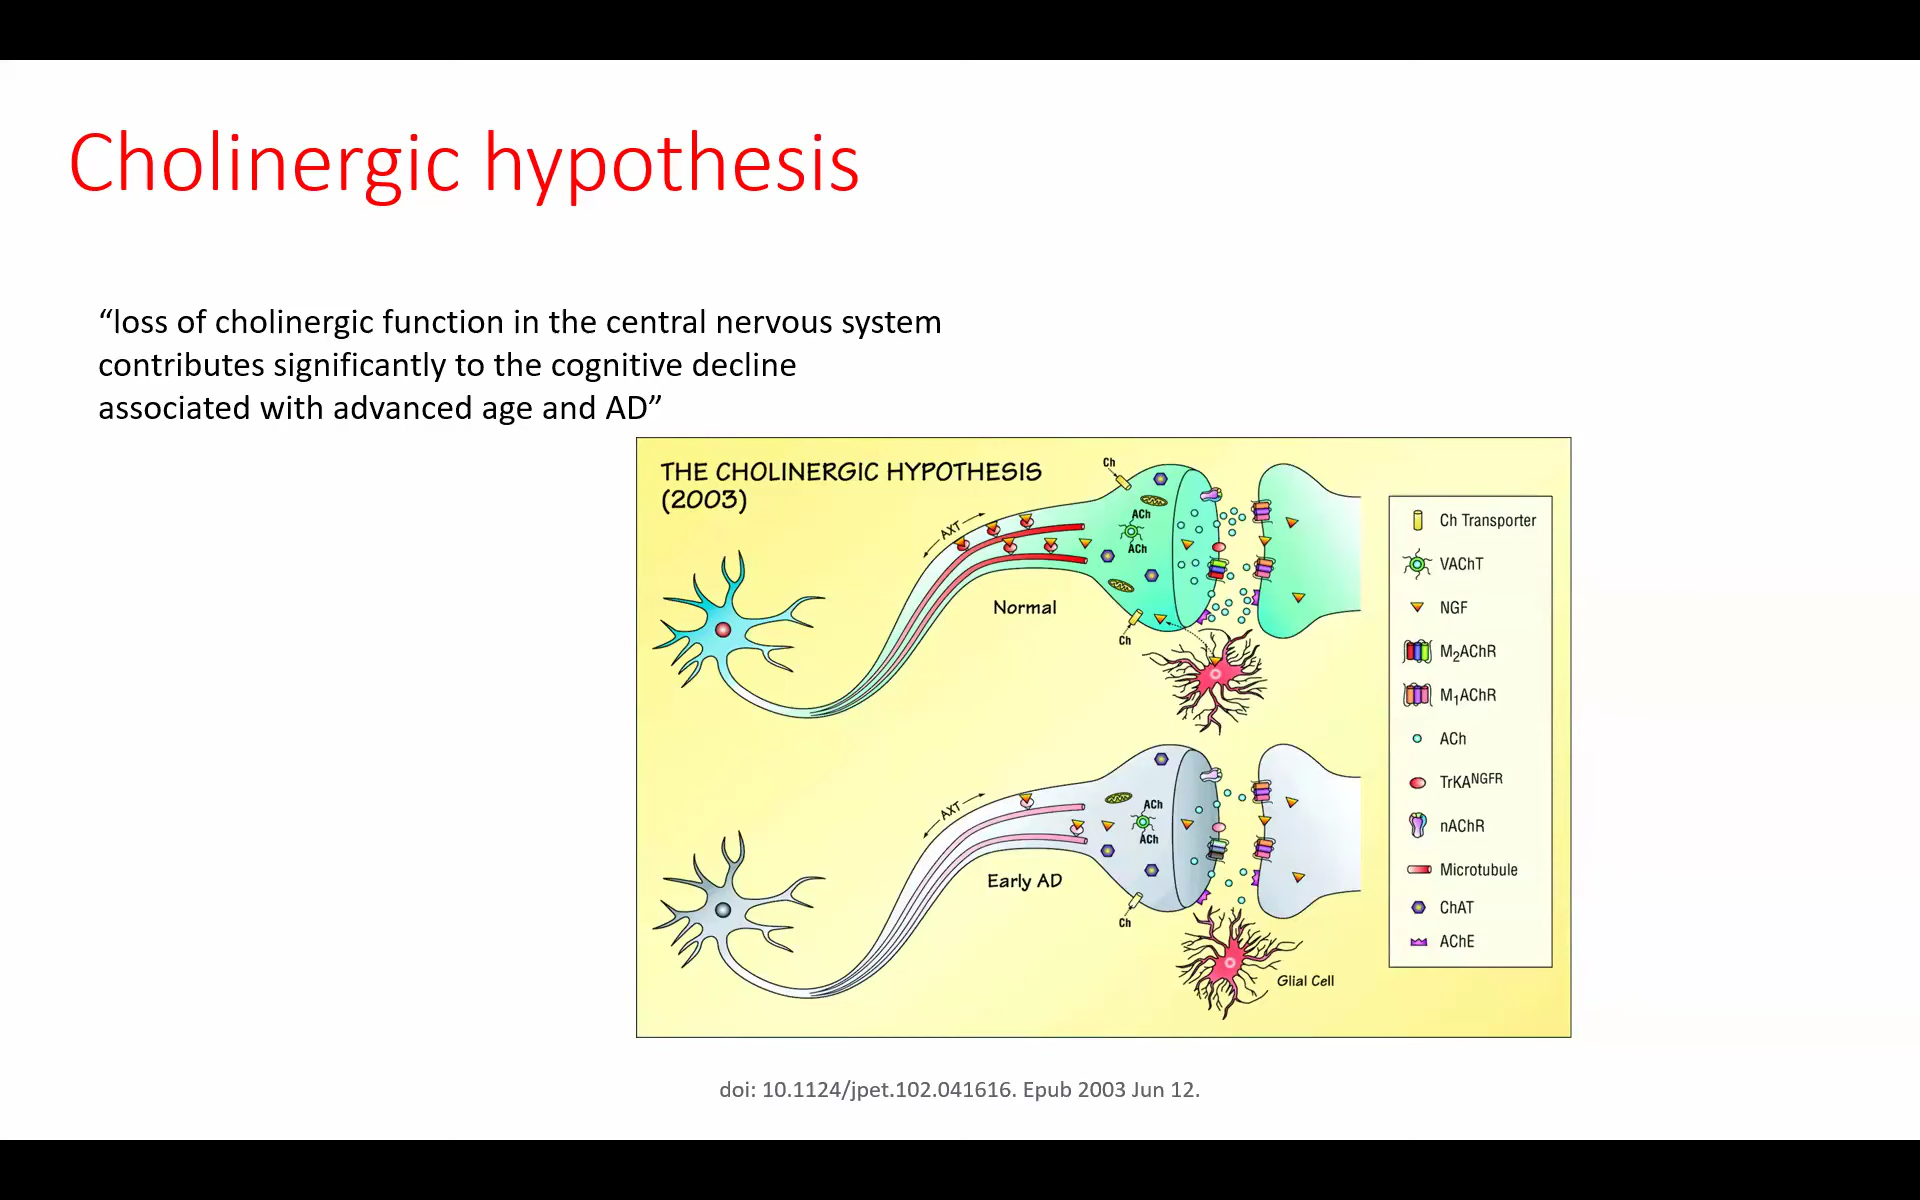 Cholinergic hypothesis
“loss of cholinergic function in the central nervous system
contributes significantly to the cognitive decline
associated with advanced age and AD”
THE CHOLINERGIC HYPOTHESIS
(2003)
Ch
AXT
ACh
ACh
Normal
Ch
AXT
ACh
ACh
Early AD
Ch
Glial Cell
Ch Transporter
VAChT
NGF
M2AChR
M1AChR
ACh
TrKANGFR
nAChR
Microtubule
ChAT
AChE
doi: 10.1124/jpet.102.041616. Epub 2003 Jun 12.